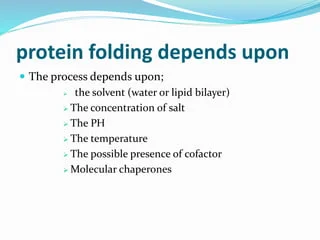 protein folding depends upon
The process depends upon;
the solvent (water or lipid bilayer)
The concentration of salt
The PH
The temperature
The possible presence of cofactor
Molecular chaperones